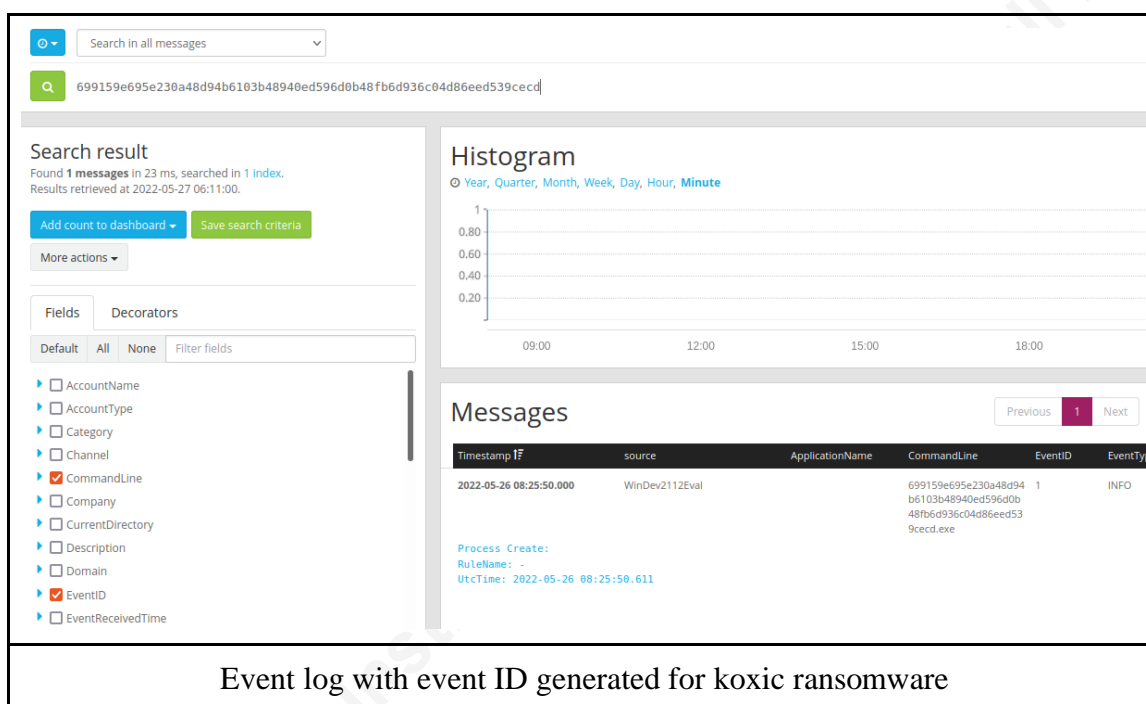 Search in all messages
699159e695e230a48d94b6103b48940ed596d0b48fb6d936c04d86eed539cecd
Search result
Found 1 messages in 23 ms, searched in 1 index.
Results retrieved at 2022-05-27 06:11:00.
Add count to dashboard
Save search criteria
More actions
Fields
Decorators
Default
All
None
Filter fields
AccountName
AccountType
Category
Channel
CommandLine
Company
CurrentDirectory
Description
Domain
EventID
EventReceivedTime
Histogram
Year, Quarter, Month, Week, Day, Hour, Minute
1
0.80
0.60
0.40
0.20
09:00
12:00
15:00
18:00
Messages
Previous
1
Next
Timestamp
source
ApplicationName
CommandLine
EventID
EventTy
2022-05-26 08:25:50.000
WinDev2112Eval
699159e695e230a48d94
b6103b48940ed596d0b
48fb6d936c04d86eed53
9cecd.exe
1
INFO
Process Create:
RuleName: -
UtcTime: 2022-05-26 08:25:50.611
Event log with event ID generated for koxic ransomware